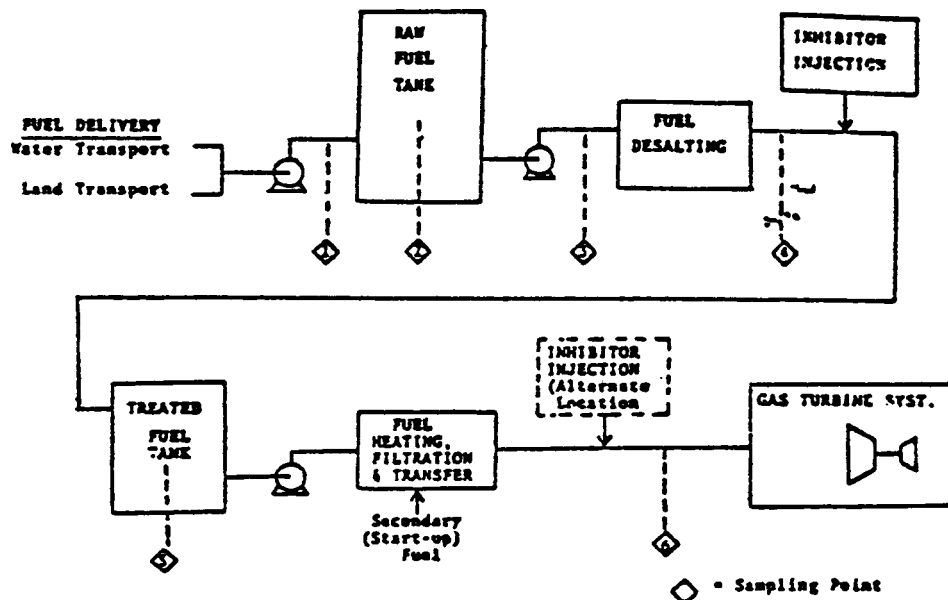 RAW
FUEL
TANK
INHIBITOR
INJECTION
FUEL DELIVERY
Water Transport
Land Transport
FUEL
DESALTING
1
2
3
4
INHIBITOR
INJECTION
(Alternate
Location
TREATED
FUEL
TANK
FUEL
HEATING,
FILTRATION
& TRANSFER
GAS TURBINE SYST.
Secondary
(Start-up)
Fuel
5
6
= Sampling Point